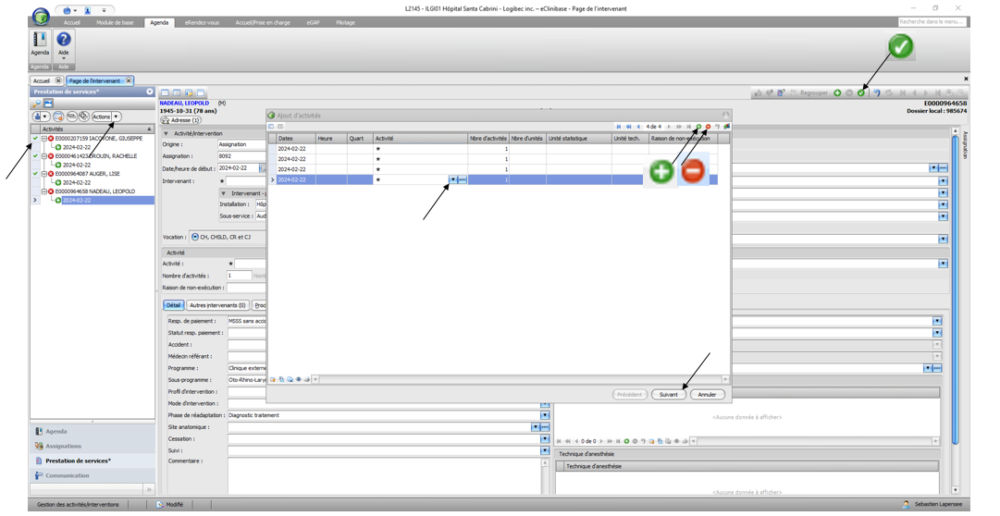 L2145 - ILGI01 Hôpital Santa Cabrini - Logibec inc. – eClinibase - Page de l'intervenant
Accueil Module de base Agenda eRendez-vous Accueil/Prise en charge eGAP Pilotage
Recherche dans le menu...
Agenda Aide
Agenda Aide
Accueil Page de l'intervenant*
Prestation de services*
Regrouper
NADEAU, LEOPOLD (M)
E0000964658
1945-10-31 (78 ans)
Dossier local : 985674
Actions
Adresse (1)
Activités
E0000207159 IACOVONE, GIUSEPPE
2024-02-22
E0000461423 DROUIN, RACHELLE
2024-02-22
E0000964087 AUGER, LISE
2024-02-22
E0000964658 NADEAU, LEOPOLD
2024-02-22
Agenda
Assignations
Prestation de services*
Communication
Activité/intervention
Origine : Assignation
Assignation : 8092
Date/heure de début : 2024-02-22
Intervenant : *
Intervenant - p
Installation : Hôp
Sous-service : Aud
Vocation : CH, CHSLD, CR et CJ
Activité
Activité : *
Nombre d'activités : 1
Raison de non-exécution :
Détail Autres intervenants (0)
Resp. de paiement : MSSS sans acco
Statut resp. paiement :
Accident :
Médecin référant :
Programme : Clinique externe
Sous-programme : Oto-Rhino-Lary
Profil d'intervention :
Mode d'intervention :
Phase de réadaptation : Diagnostic traitement
Site anatomique :
Cessation :
Suivi :
Commentaire :
Ajout d'activités
4 de 4
Dates Heure Quart Activité Nbre d'activités Nbre d'unités Unité statistique Unité tech. Raison de non-exécution
2024-02-22 * 1
2024-02-22 * 1
2024-02-22 * 1
2024-02-22 * 1
Précédent Suivant Annuler
Assignation
<Aucune donnée à afficher>
0 de 0
Technique d'anesthésie
Technique d'anesthésie
<Aucune donnée à afficher>
Gestion des activités/interventions Modifié
Sebastien Lapensee